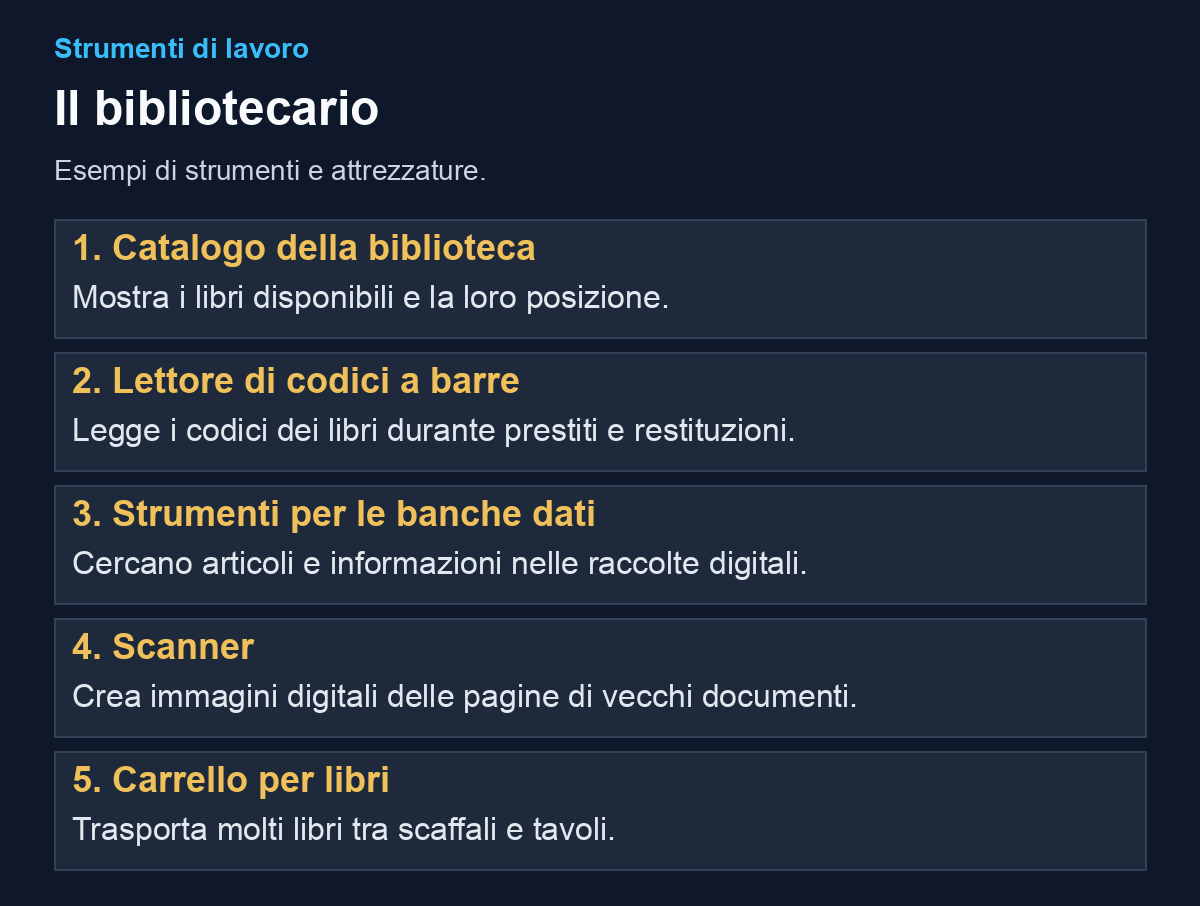 Strumenti di lavoro
Il bibliotecario
Esempi di strumenti e attrezzature.
1. Catalogo della biblioteca
Mostra i libri disponibili e la loro posizione.
2. Lettore di codici a barre
Legge i codici dei libri durante prestiti e restituzioni.
3. Strumenti per le banche dati
Cercano articoli e informazioni nelle raccolte digitali.
4. Scanner
Crea immagini digitali delle pagine di vecchi documenti.
5. Carrello per libri
Trasporta molti libri tra scaffali e tavoli.